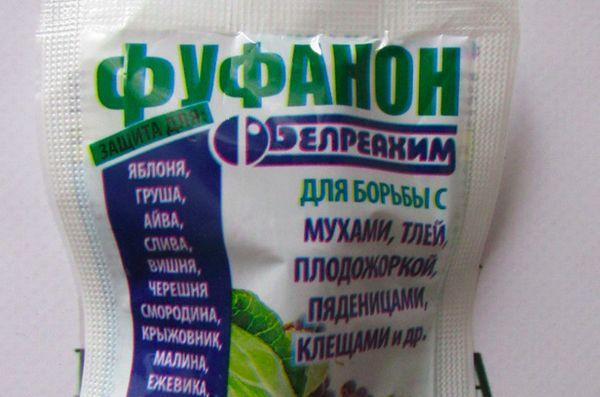 ФУФАНОН
ЗАЩИТА ДЛЯ:
БЕЛРЕАХИМ
ЯБЛОНЯ,
ГРУША,
АЙВА,
СЛИВА,
ВИШНЯ,
ЧЕРЕШНЯ
СМОРОДИНА,
КРЫЖОВНИК,
МАЛИНА,
ЕЖЕВИКА,
ДЛЯ БОРЬБЫ С
МУХАМИ, ТЛЕЙ,
ПЛОДОЖОРКОЙ,
ПЯДЕНИЦАМИ,
КЛЕЩАМИ и др.